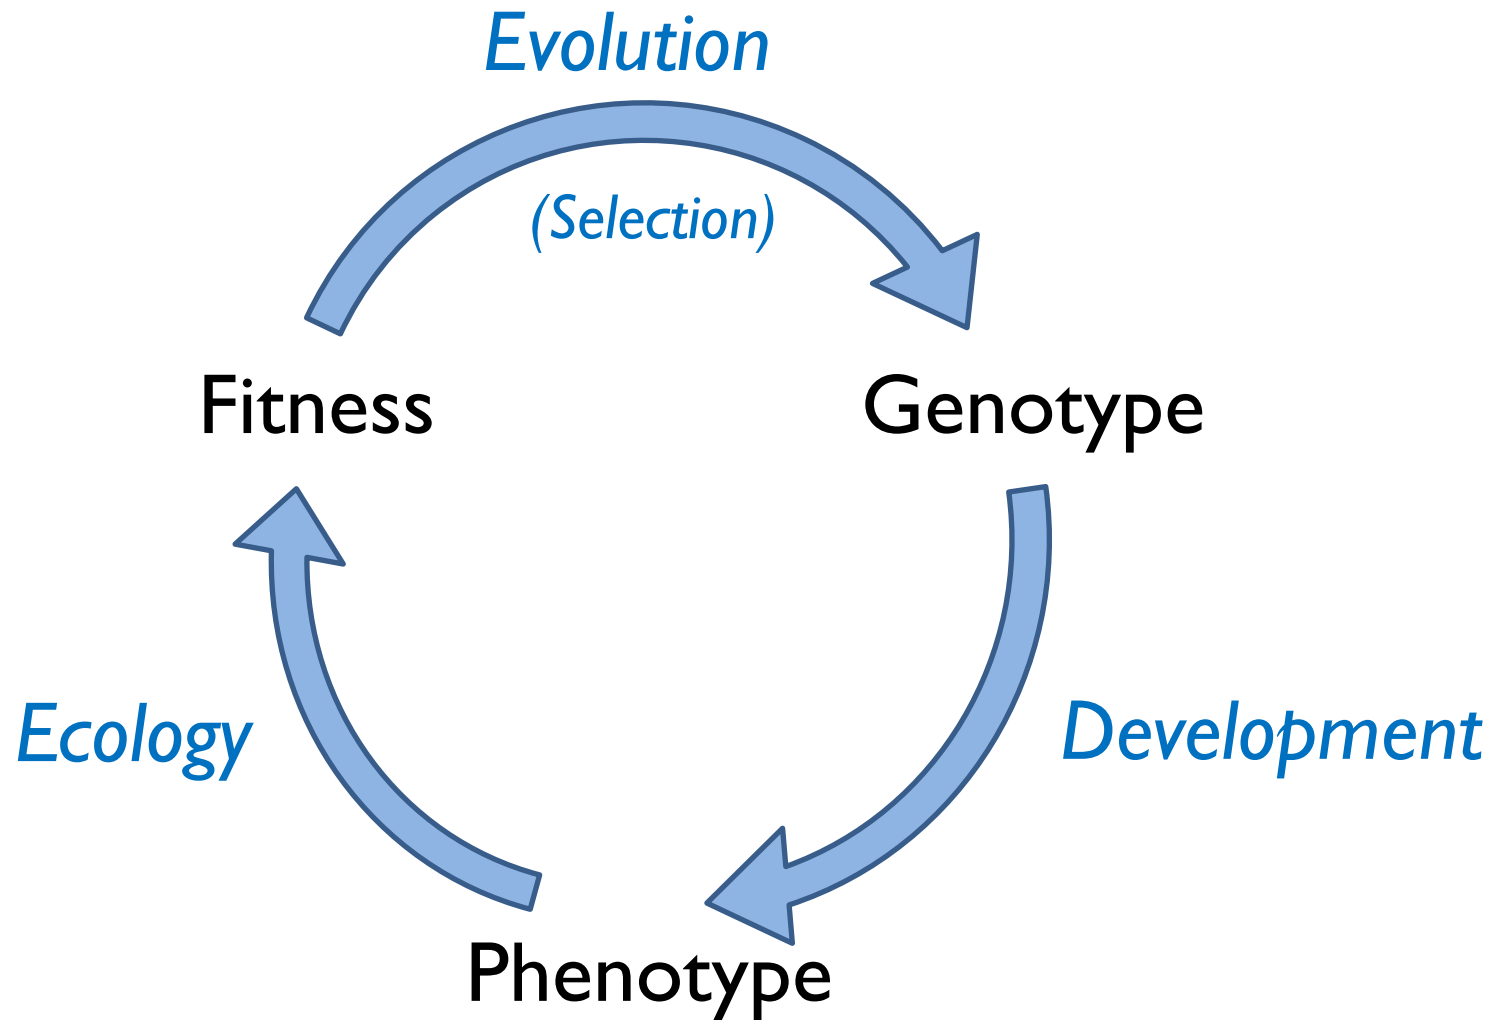 Evolution
(Selection)
Fitness
Genotype
Ecology
Development
Phenotype